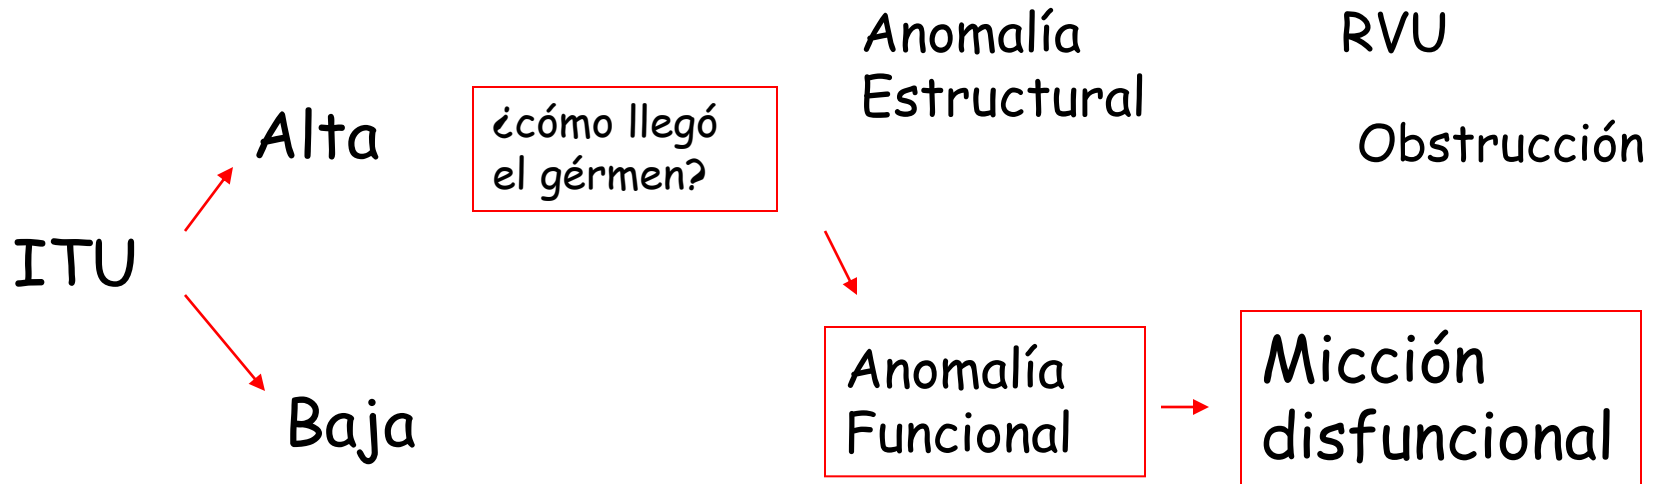 Anomalía
Estructural
RVU
Obstrucción
Alta
¿cómo llegó
el gérmen?
ITU
Baja
Anomalía
Funcional
Micción
disfuncional